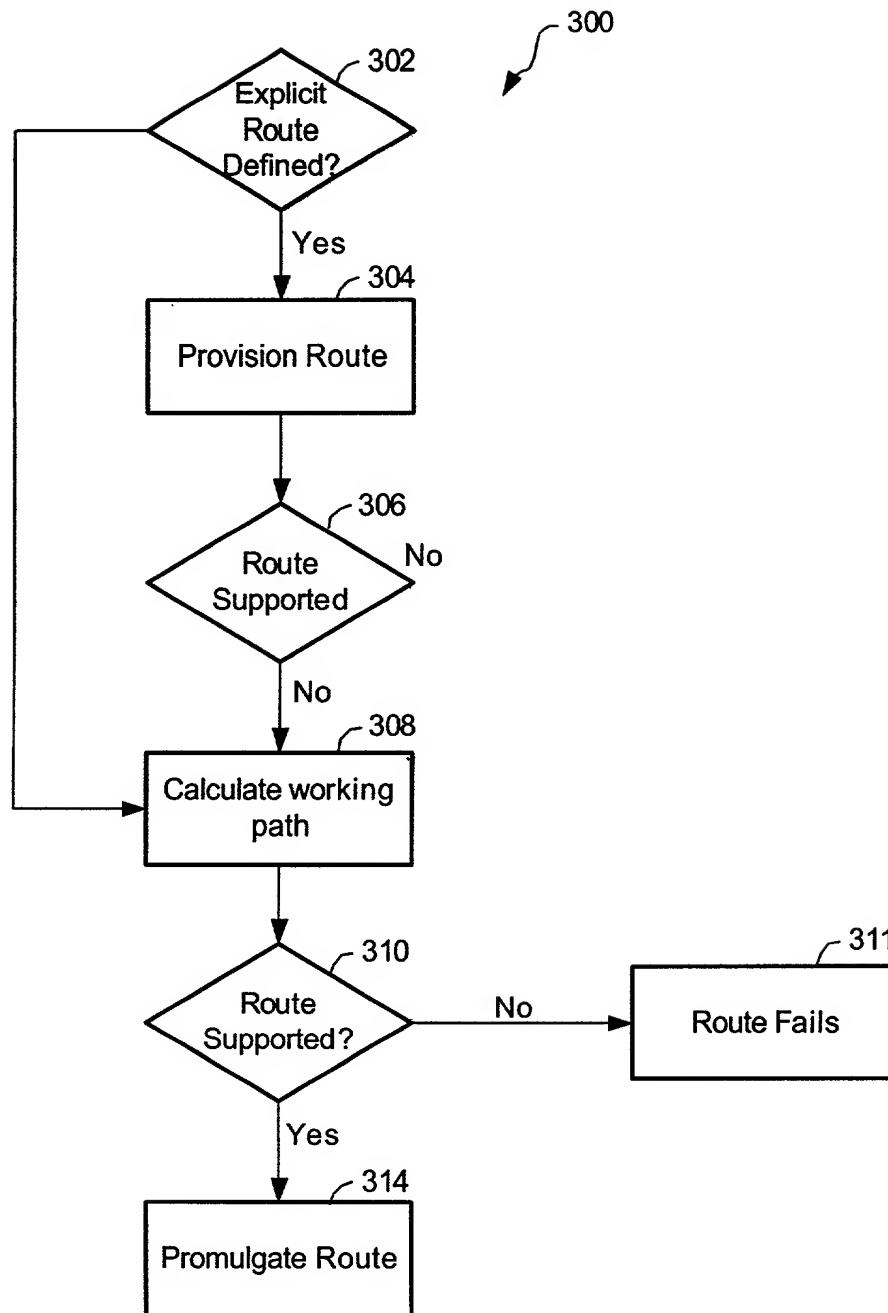 300
302
Explicit
Route
Defined?
Yes
304
Provision Route
306
No
Route
Supported
No
308
Calculate working
path
310
311
Route
Supported?
No
Route Fails
Yes
314
Promulgate Route